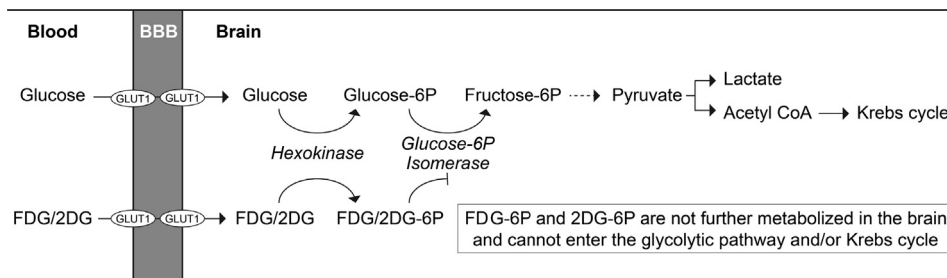 Blood BBB Brain
Glucose GLUT1 GLUT1 Glucose Glucose-6P Fructose-6P Pyruvate Lactate
Acetyl CoA Krebs cycle
Hexokinase
Glucose-6P
Isomerase
FDG/2DG GLUT1 GLUT1 FDG/2DG FDG/2DG-6P
FDG-6P and 2DG-6P are not further metabolized in the brain
and cannot enter the glycolytic pathway and/or Krebs cycle